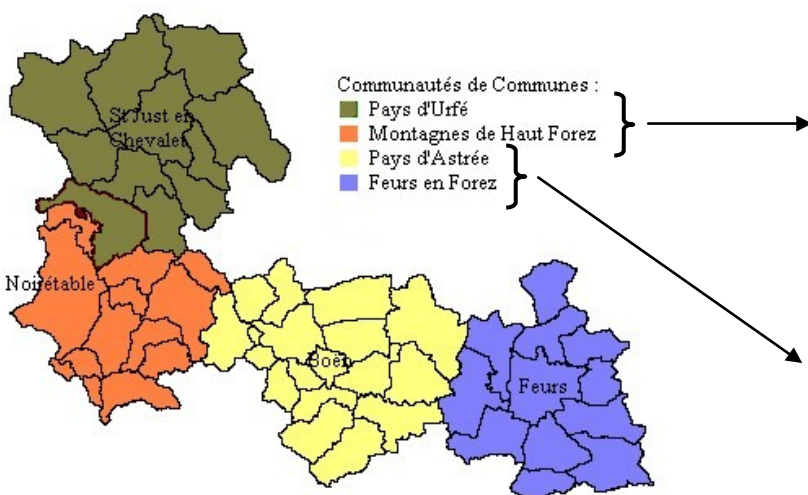 Communautés de Communes :
Pays d'Urfé
Montagnes de Haut Forez
Pays d'Astrée
Feurs en Forez
St Just en
Chevalet
Noirétable
Boën
Feurs